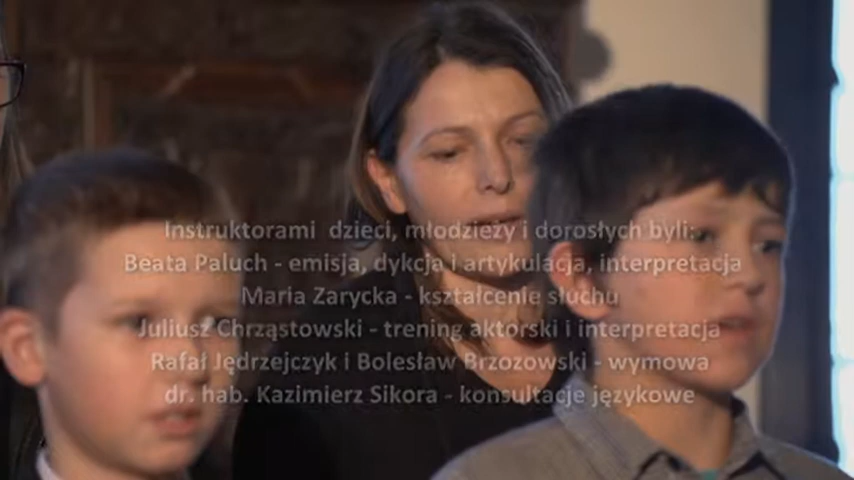 Instruktorami dzieci, młodzieży i dorosłych byli:
Beata Paluch - emisja, dykcja i artykulacja, interpretacja
Maria Zarycka - kształcenie słuchu
Juliusz Chrząstowski - trening aktorski i interpretacja
Rafał Jędrzejczyk i Bolesław Brzozowski - wymowa
dr. hab. Kazimierz Sikora - konsultacje językowe